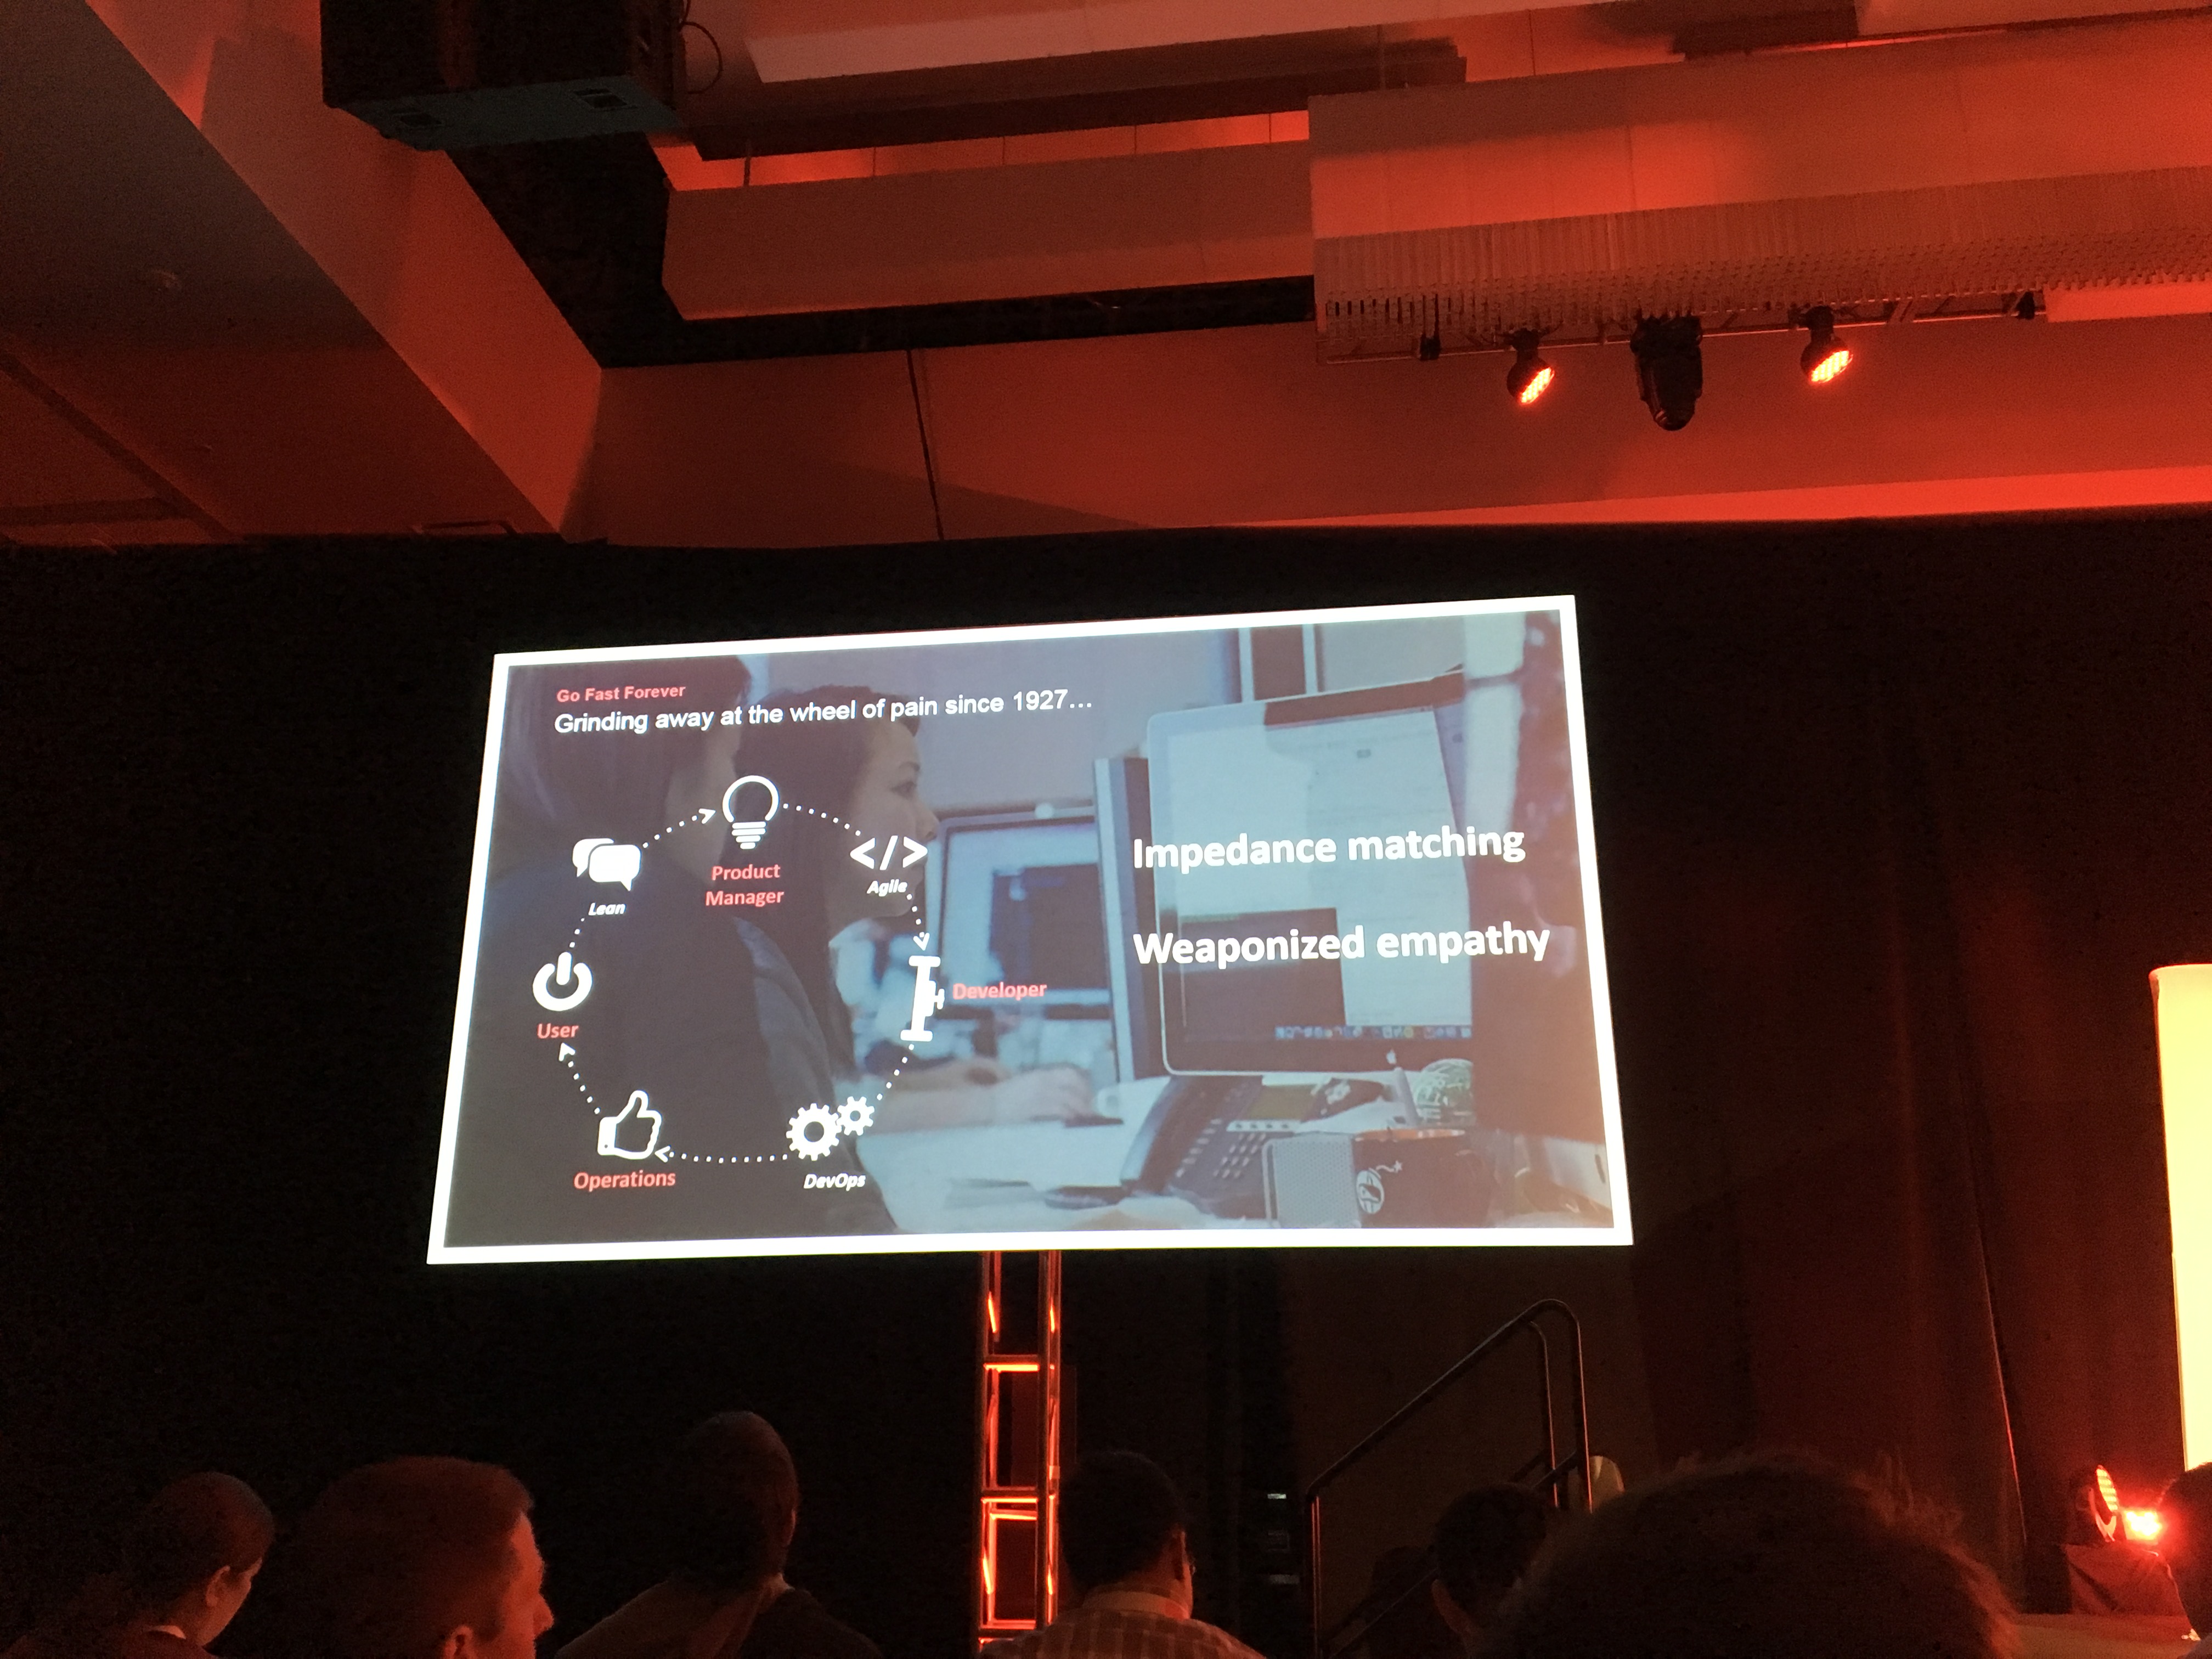 Go Fast Forever
Grinding away at the wheel of pain since 1927...
Product
Manager
</>
Agile
Lean
Impedance matching
Weaponized empathy
Developer
User
Operations
DevOps